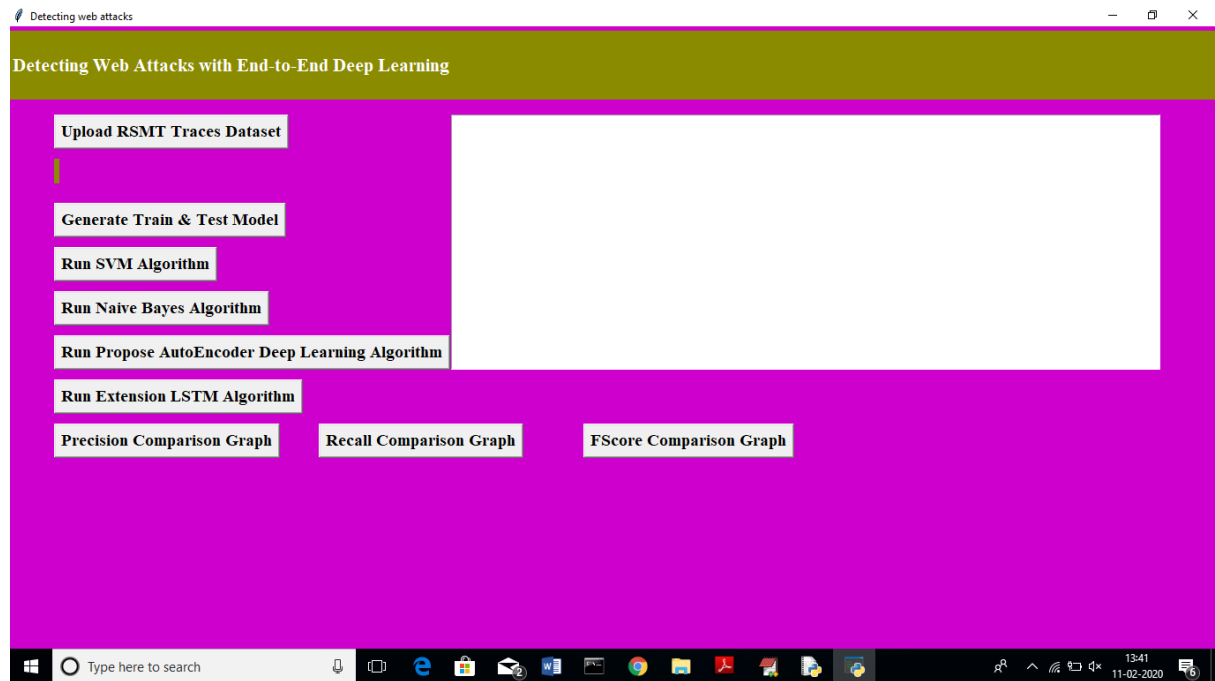 Detecting web attacks
Detecting Web Attacks with End-to-End Deep Learning
Upload RSMT Traces Dataset
Generate Train & Test Model
Run SVM Algorithm
Run Naive Bayes Algorithm
Run Propose AutoEncoder Deep Learning Algorithm
Run Extension LSTM Algorithm
Precision Comparison Graph Recall Comparison Graph FScore Comparison Graph
Type here to search
2
13:41
11-02-2020
6